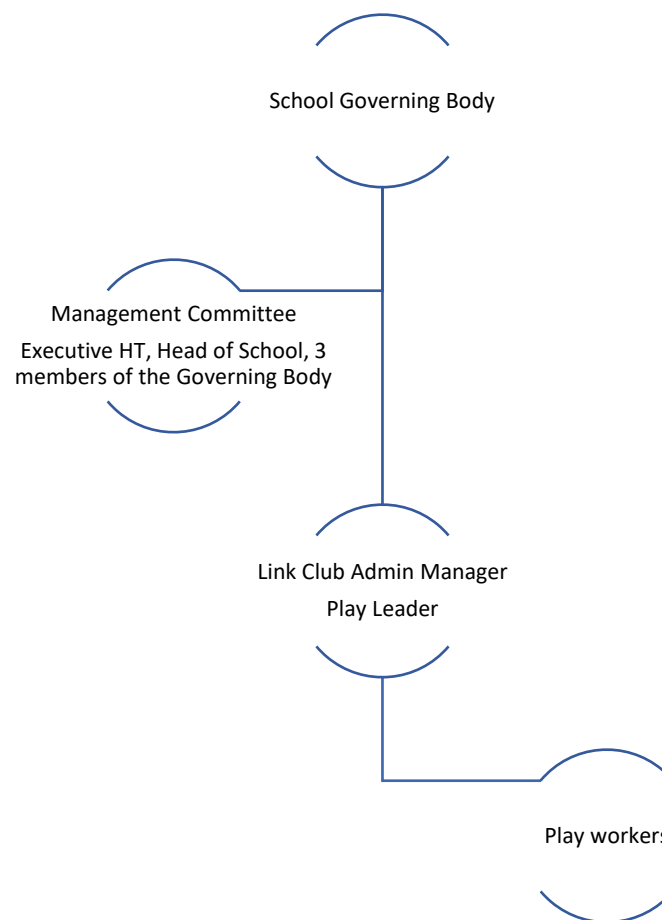 School Governing Body
Management Committee
Executive HT, Head of School, 3
members of the Governing Body
Link Club Admin Manager
Play Leader
Play workers